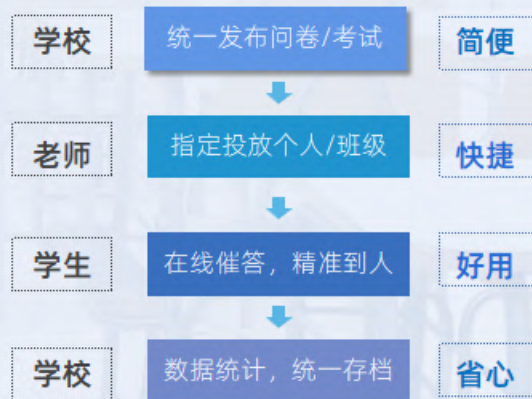 学校 统一发布问卷/考试 简便
老师 指定投放个人/班级 快捷
学生 在线催答，精准到人 好用
学校 数据统计，统一存档 省心